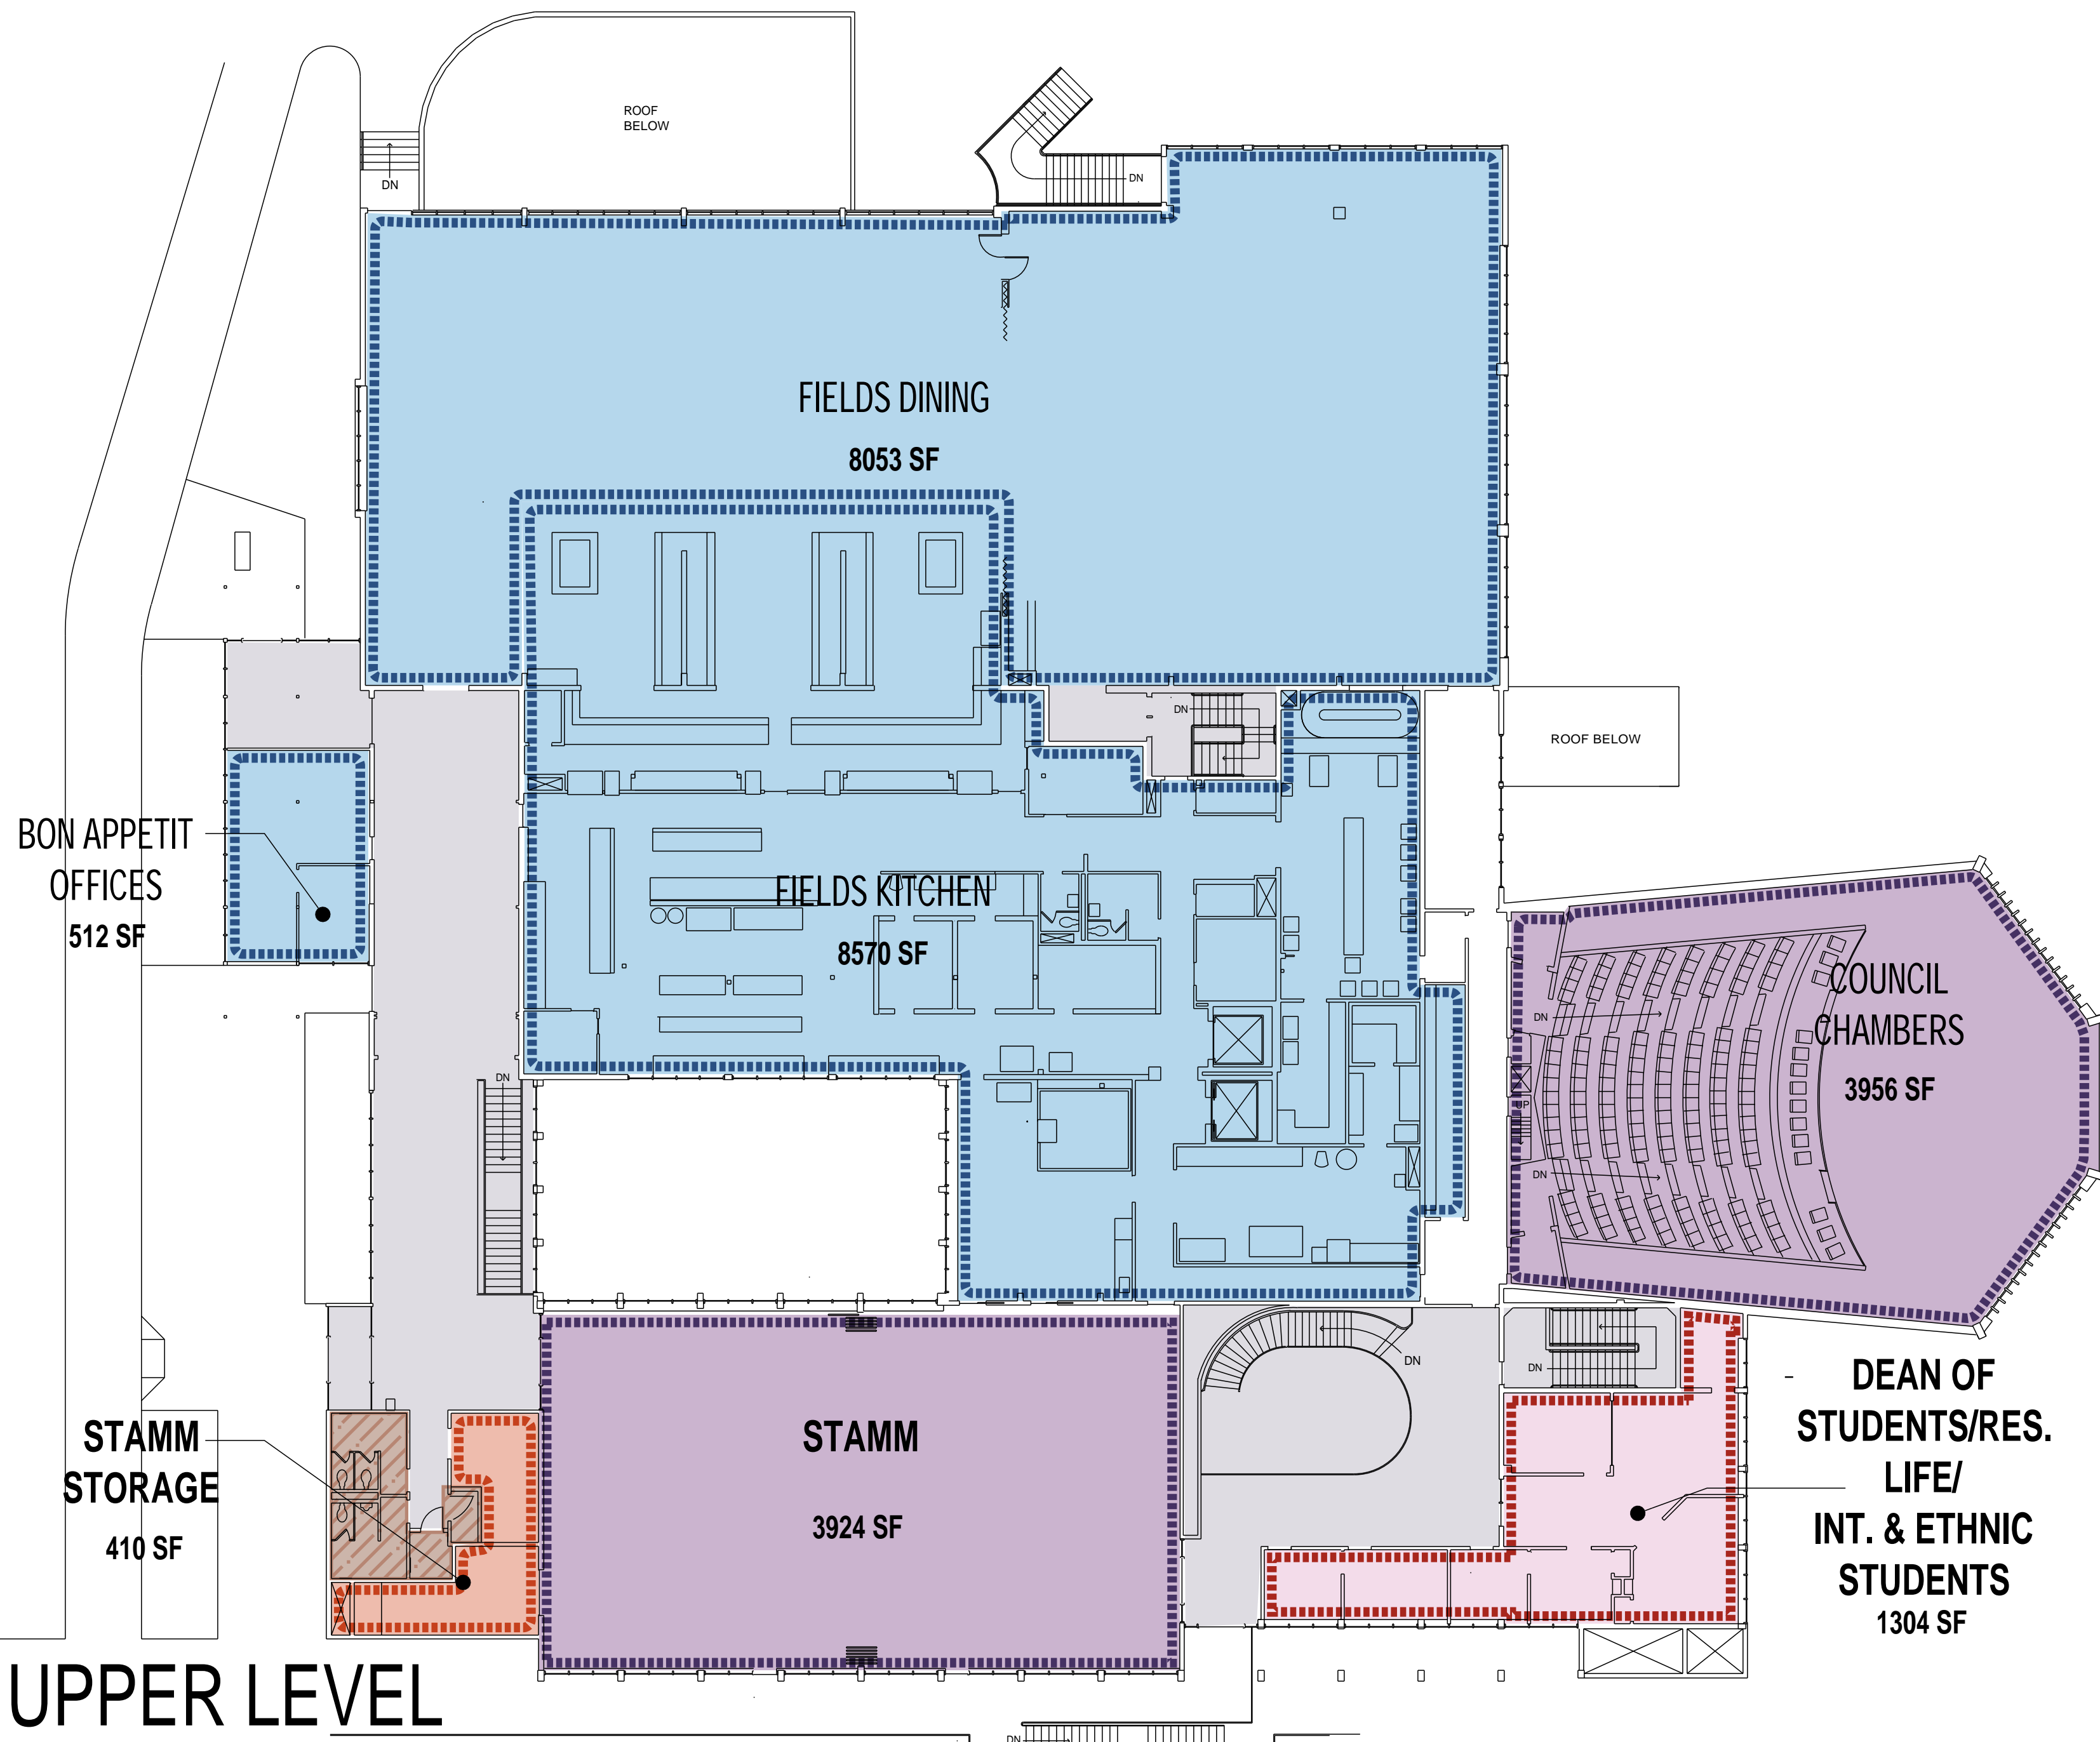 ROOF
BELOW
DN
DN
FIELDS DINING
8053 SF
DN
ROOF BELOW
BON APPETIT
OFFICES
512 SF
FIELDS KITCHEN
8570 SF
COUNCIL
CHAMBERS
3956 SF
DN
UP
DN
DN
DN
DN
STAMM
STORAGE
410 SF
STAMM
3924 SF
DEAN OF
STUDENTS/RES.
LIFE/
INT. & ETHNIC
STUDENTS
1304 SF
UPPER LEVEL
DN